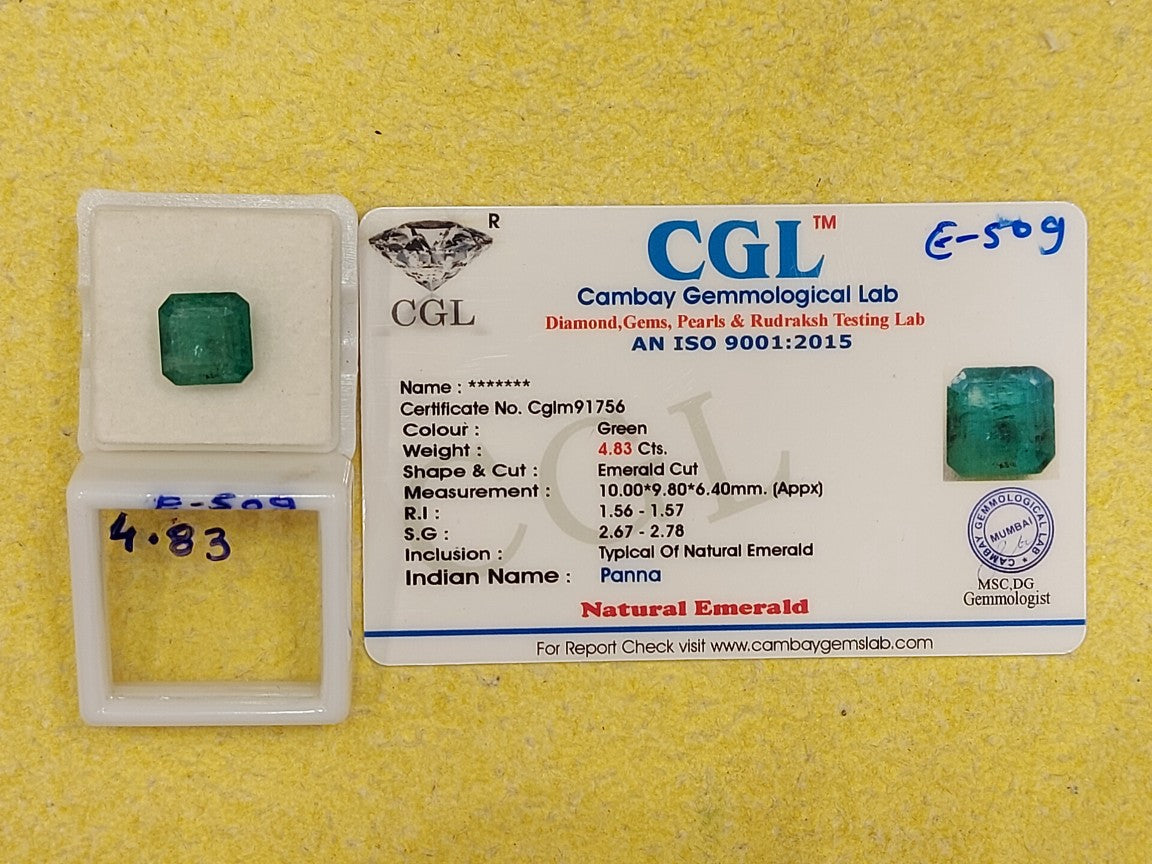 E-509
4.83
R
CGL
CGL™
Cambay Gemmological Lab
Diamond,Gems, Pearls & Rudraksh Testing Lab
AN ISO 9001:2015
E-509
Name : *******
Certificate No. Cglm91756
Colour : Green
Weight : 4.83 Cts.
Shape & Cut : Emerald Cut
Measurement : 10.00*9.80*6.40mm. (Appx)
R.I : 1.56 - 1.57
S.G : 2.67 - 2.78
Inclusion : Typical Of Natural Emerald
Indian Name : Panna
Natural Emerald
CGL
CAMBAY GEMMOLOGICAL LAB
MUMBAI
MSC,DG
Gemmologist
For Report Check visit www.cambaygemslab.com